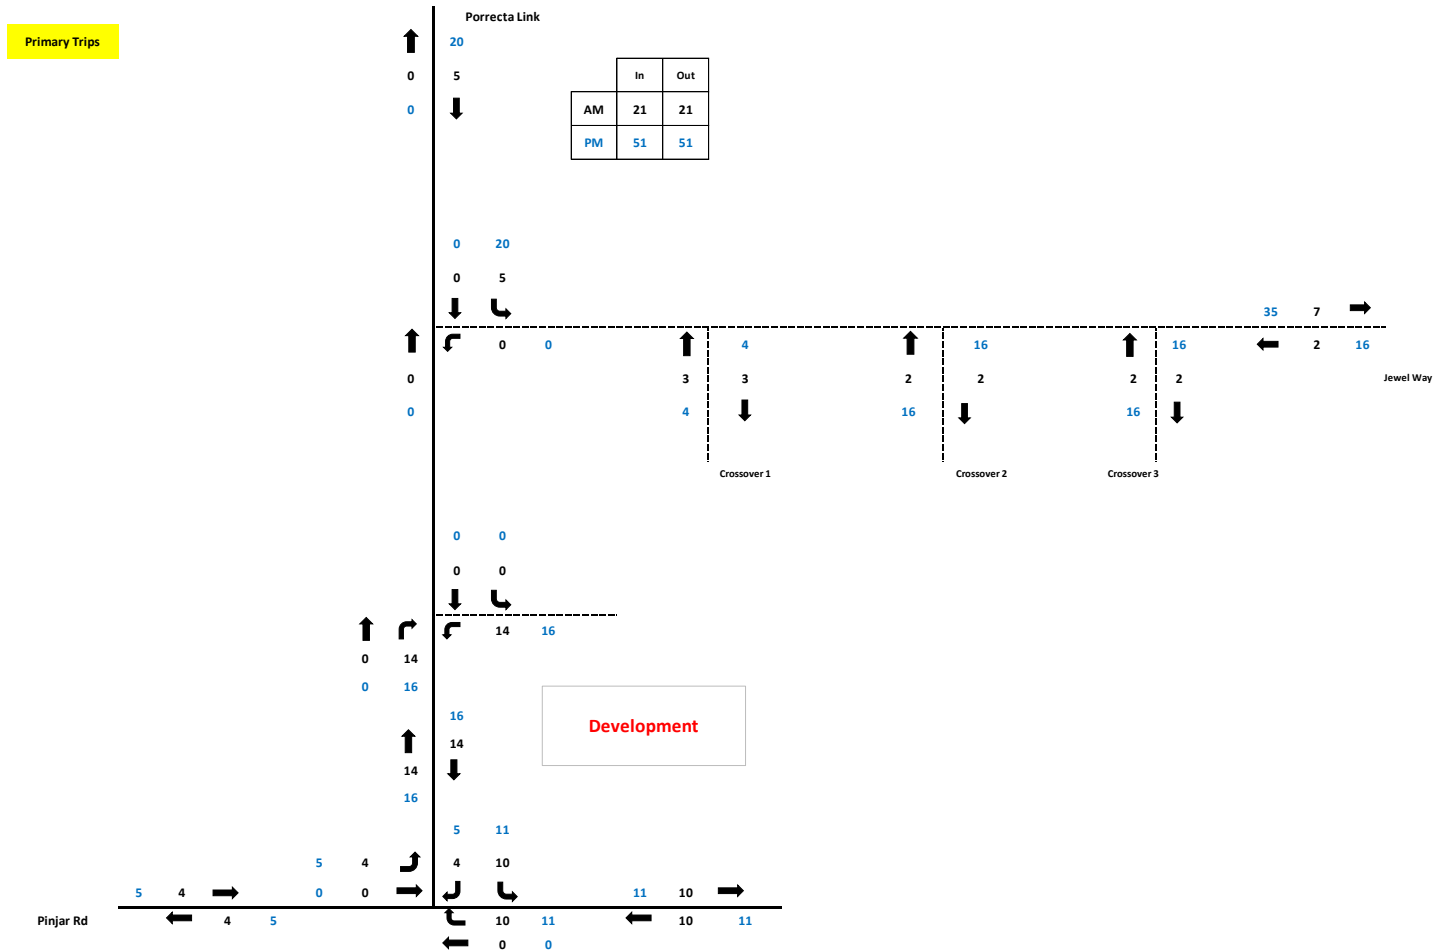 Porrecta Link
Primary Trips
20
0 5
In Out
0
AM 21 21
PM 51 51
0 20
0 5
35 7
0 0 4 16 16 2 16
0 3 3 2 2 2 2 Jewel Way
0 4 16 16
Crossover 1 Crossover 2 Crossover 3
0 0
0 0
14 16
0 14
0 16
16
Development
14
14
16
5 11
5 4 4 10
5 4 0 0 11 10
Pinjar Rd 4 5 10 11 10 11
0 0